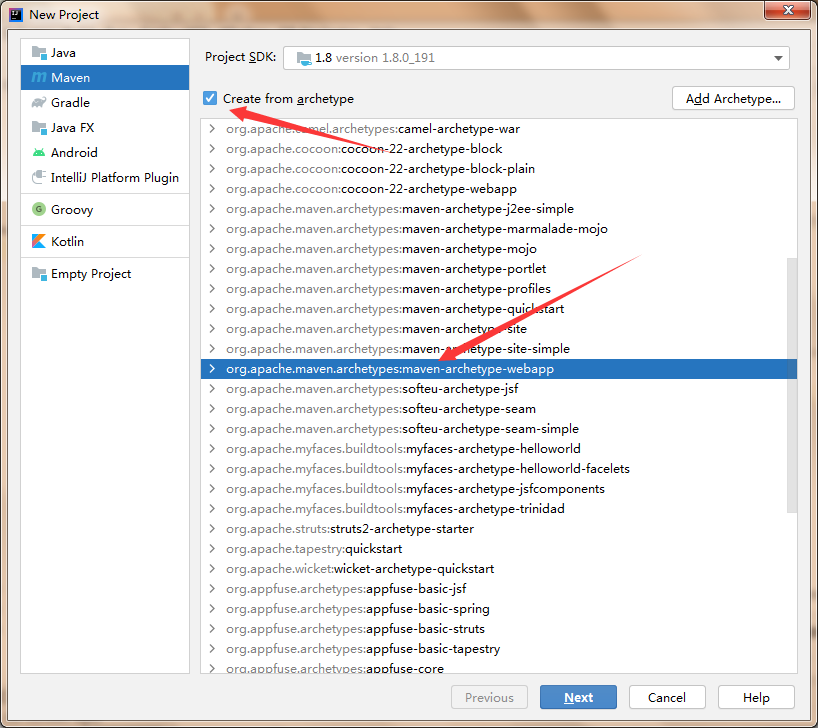 New Project
Java
Maven
Gradle
Java FX
Android
IntelliJ Platform Plugin
Groovy
Kotlin
Empty Project
Project SDK: 1.8 version 1.8.0_191
Create from archetype
Add Archetype...
org.apache.camel.archetypes:camel-archetype-war
org.apache.cocoon:cocoon-22-archetype-block
org.apache.cocoon:cocoon-22-archetype-block-plain
org.apache.cocoon:cocoon-22-archetype-webapp
org.apache.maven.archetypes:maven-archetype-j2ee-simple
org.apache.maven.archetypes:maven-archetype-marmalade-mojo
org.apache.maven.archetypes:maven-archetype-mojo
org.apache.maven.archetypes:maven-archetype-portlet
org.apache.maven.archetypes:maven-archetype-profiles
org.apache.maven.archetypes:maven-archetype-quickstart
org.apache.maven.archetypes:maven-archetype-site
org.apache.maven.archetypes:maven-archetype-site-simple
org.apache.maven.archetypes:maven-archetype-webapp
org.apache.maven.archetypes:softeu-archetype-jsf
org.apache.maven.archetypes:softeu-archetype-seam
org.apache.maven.archetypes:softeu-archetype-seam-simple
org.apache.myfaces.buildtools:myfaces-archetype-helloworld
org.apache.myfaces.buildtools:myfaces-archetype-helloworld-facelets
org.apache.myfaces.buildtools:myfaces-archetype-jsfcomponents
org.apache.myfaces.buildtools:myfaces-archetype-trinidad
org.apache.struts:struts2-archetype-starter
org.apache.tapestry:quickstart
org.apache.wicket:wicket-archetype-quickstart
org.appfuse.archetypes:appfuse-basic-jsf
org.appfuse.archetypes:appfuse-basic-spring
org.appfuse.archetypes:appfuse-basic-struts
org.appfuse.archetypes:appfuse-basic-tapestry
org.appfuse.archetypes:appfuse-core
Previous
Next
Cancel
Help